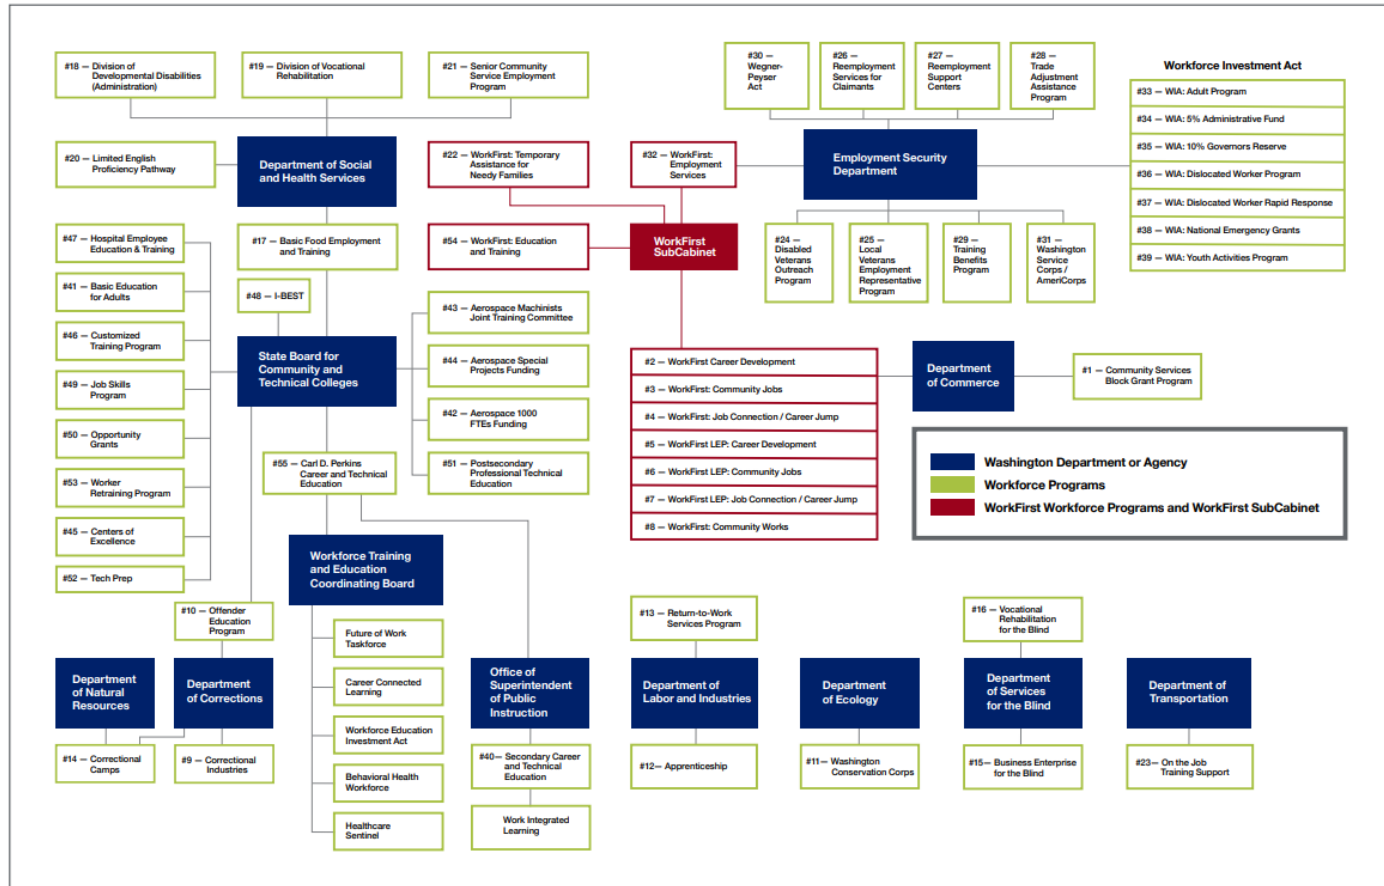 #18 — Division of
Developmental Disabilities
(Administration)
#19 — Division of Vocational
Rehabilitation
#21 — Senior Community
Service Employment
Program
#30 —
Wegner-
Peyser
Act
#26 —
Reemployment
Services for
Claimants
#27 —
Reemployment
Support
Centers
#28 —
Trade
Adjustment
Assistance
Program
Workforce Investment Act
#33 — WIA: Adult Program
#34 — WIA: 5% Administrative Fund
#35 — WIA: 10% Governors Reserve
#36 — WIA: Dislocated Worker Program
#37 — WIA: Dislocated Worker Rapid Response
#38 — WIA: National Emergency Grants
#39 — WIA: Youth Activities Program
#20 — Limited English
Proficiency Pathway
Department of Social
and Health Services
#22 — WorkFirst: Temporary
Assistance for
Needy Families
#32 — WorkFirst:
Employment
Services
Employment Security
Department
#47 — Hospital Employee
Education & Training
#17 — Basic Food Employment
and Training
#54 — WorkFirst: Education
and Training
WorkFirst
SubCabinet
#24 —
Disabled
Veterans
Outreach
Program
#25 —
Local
Veterans
Employment
Representative
Program
#29 —
Training
Benefits
Program
#31 —
Washington
Service
Corps /
AmeriCorps
#41 — Basic Education
for Adults
#48 — I-BEST
#43 — Aerospace Machinists
Joint Training Committee
#46 — Customized
Training Program
State Board for
Community and
Technical Colleges
#44 — Aerospace Special
Projects Funding
#49 — Job Skills
Program
#42 — Aerospace 1000
FTEs Funding
#50 — Opportunity
Grants
#55 — Carl D. Perkins
Career and Technical
Education
#51 — Postsecondary
Professional Technical
Education
#53 — Worker
Retraining Program
#45 — Centers of
Excellence
#52 — Tech Prep
#2 — WorkFirst Career Development
#3 — WorkFirst: Community Jobs
#4 — WorkFirst: Job Connection / Career Jump
#5 — WorkFirst LEP: Career Development
#6 — WorkFirst LEP: Community Jobs
#7 — WorkFirst LEP: Job Connection / Career Jump
#8 — WorkFirst: Community Works
Department
of Commerce
#1 — Community Services
Block Grant Program
Washington Department or Agency
Workforce Programs
WorkFirst Workforce Programs and WorkFirst SubCabinet
Workforce Training
and Education
Coordinating Board
#10 — Offender
Education
Program
Future of Work
Taskforce
Career Connected
Learning
Workforce Education
Investment Act
Behavioral Health
Workforce
Healthcare
Sentinel
#13 — Return-to-Work
Services Program
#16 — Vocational
Rehabilitation
for the Blind
Department
of Natural
Resources
Department
of Corrections
Office of
Superintendent
of Public
Instruction
Department of
Labor and Industries
Department
of Ecology
Department
of Services
for the Blind
Department of
Transportation
#14 — Correctional
Camps
#9 — Correctional
Industries
#40 — Secondary Career
and Technical
Education
Work Integrated
Learning
#12— Apprenticeship
#11— Washington
Conservation Corps
#15— Business Enterprise
for the Blind
#23— On the Job
Training Support